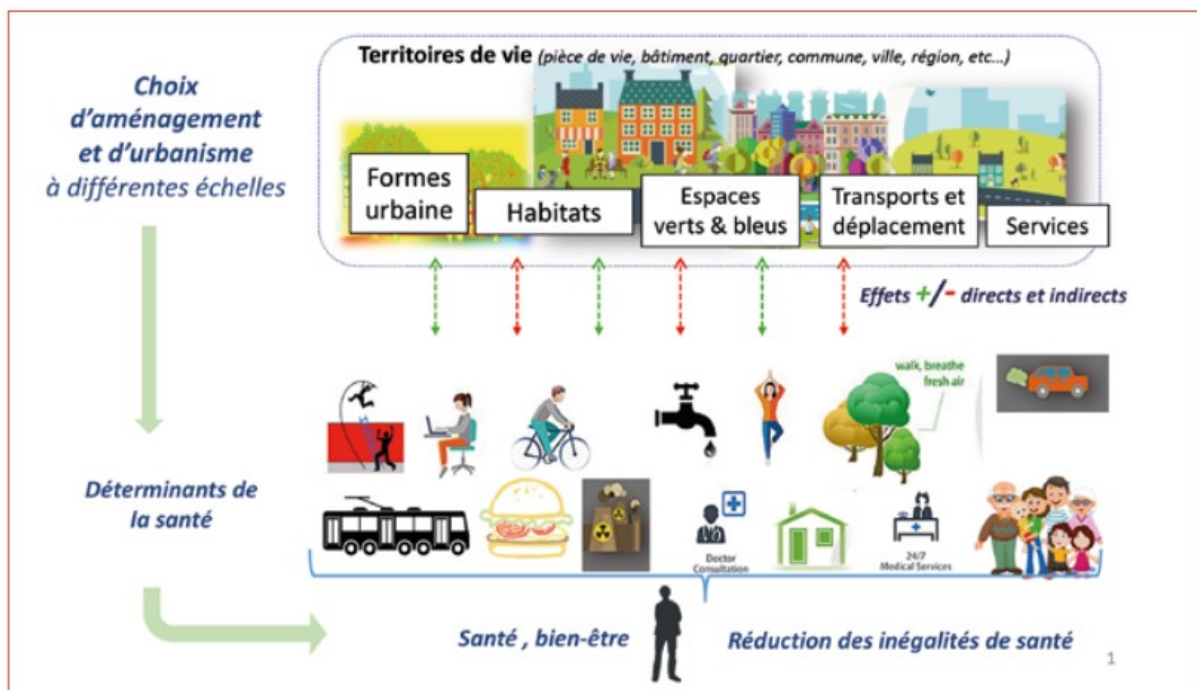 Territoires de vie (pièce de vie, bâtiment, quartier, commune, ville, région, etc...)
Choix
d'aménagement
et d'urbanisme
à différentes échelles
Formes
urbaine
Habitats
Espaces
verts & bleus
Transports et
déplacement
Services
Effets +/- directs et indirects
walk, breathe
fresh air
Déterminants de
la santé
Doctor
Consultation
24/7
Medical Services
Santé , bien-être
Réduction des inégalités de santé
1